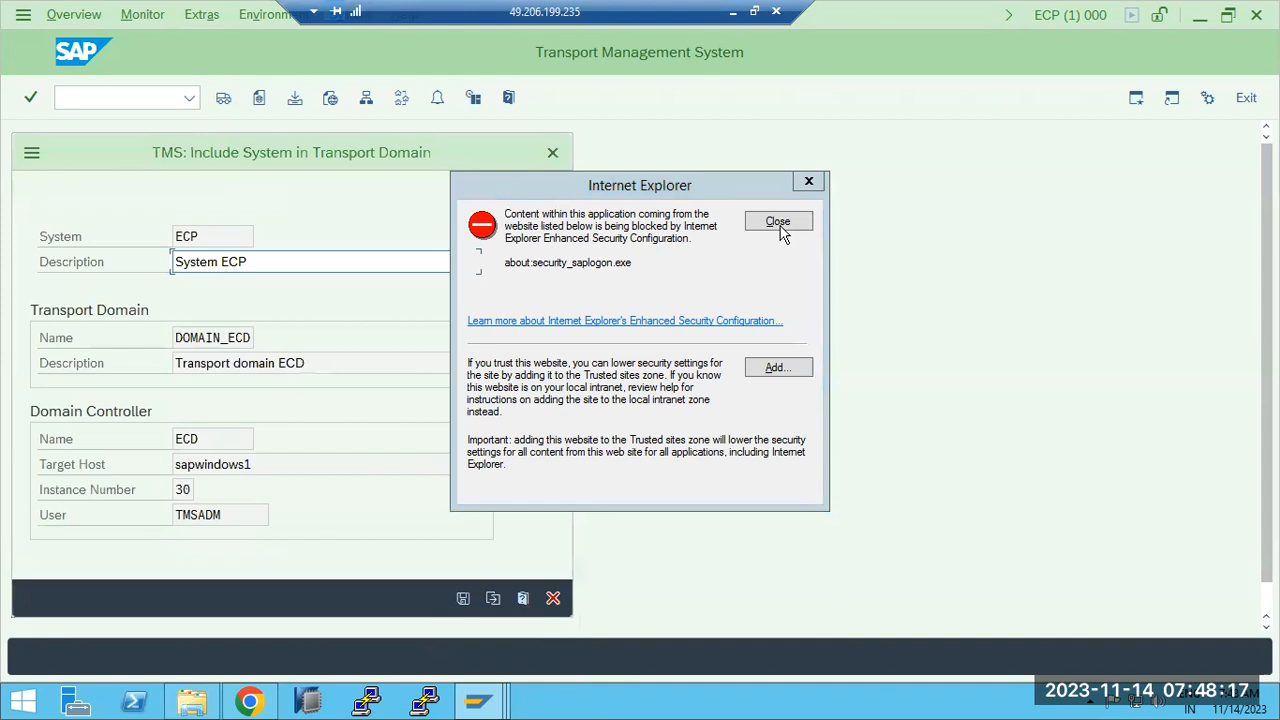 Overview Monitor Extras Environ
49.206.199.235
ECP (1) 000
SAP
Transport Management System
Exit
TMS: Include System in Transport Domain
System ECP
Description System ECP
Transport Domain
Name DOMAIN_ECD
Description Transport domain ECD
Domain Controller
Name ECD
Target Host sapwindows1
Instance Number 30
User TMSADM
Internet Explorer
X
Content within this application coming from the
website listed below is being blocked by Internet
Explorer Enhanced Security Configuration.
Close
about:security_saplogon.exe
Learn more about Internet Explorer's Enhanced Security Configuration...
If you trust this website, you can lower security settings for
the site by adding it to the Trusted sites zone. If you know
this website is on your local intranet, review help for
instructions on adding the site to the local intranet zone
instead.
Add...
Important: adding this website to the Trusted sites zone will lower the security
settings for all content from this web site for all applications, including Internet
Explorer.
2023-11-14 07:48:17
IN 11/14/2023